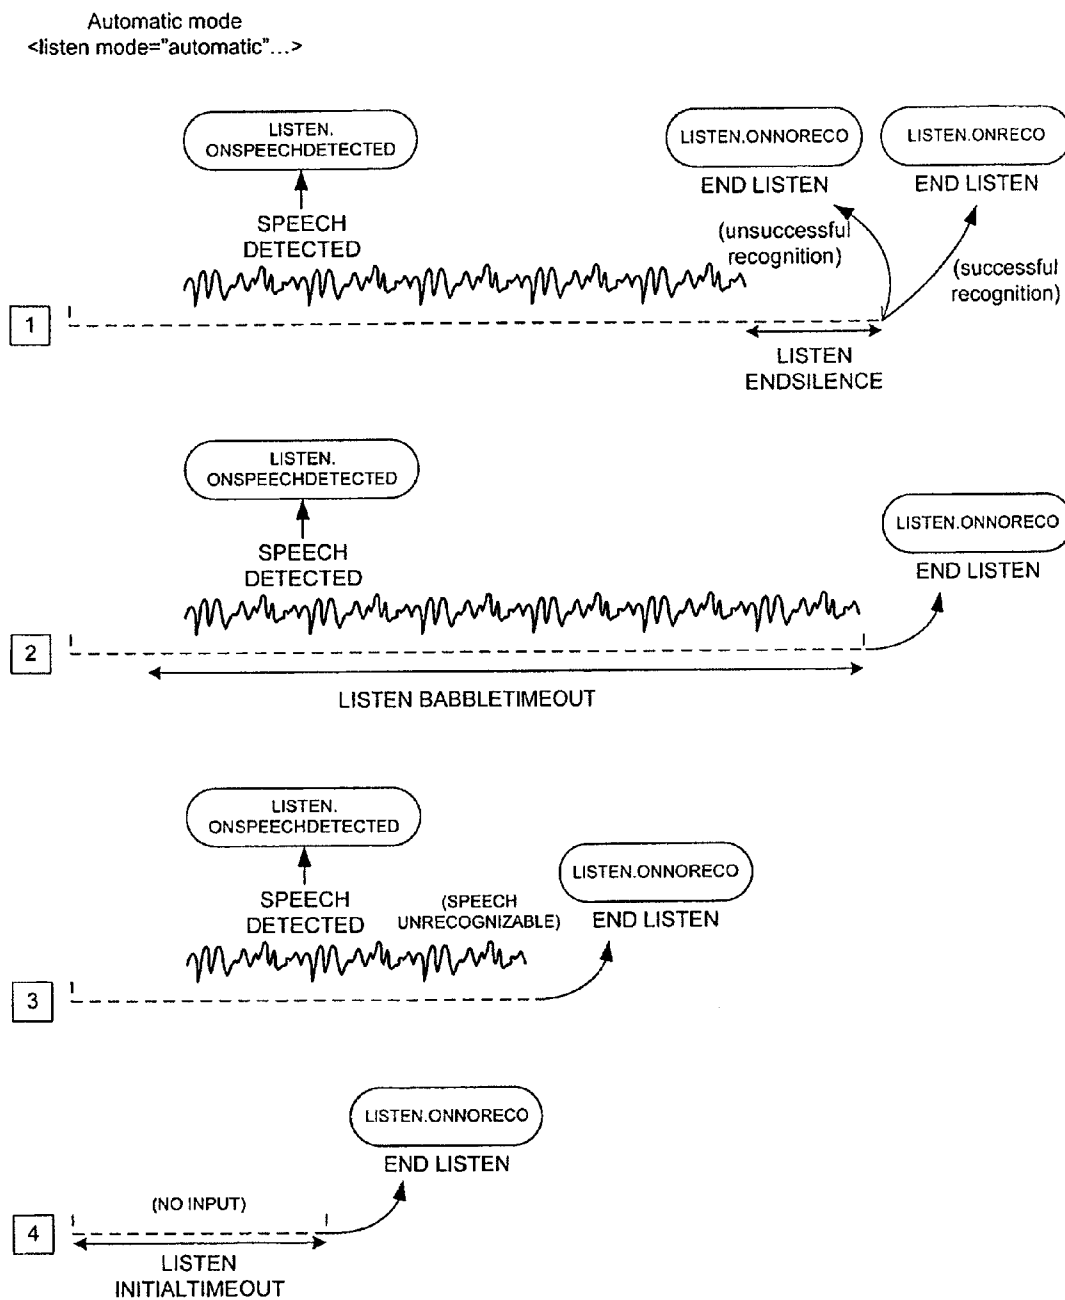 Automatic mode
<listen mode="automatic"...>
LISTEN.
ONSPEECHDETECTED
LISTEN.ONNORECO
LISTEN.ONRECO
END LISTEN
END LISTEN
SPEECH
DETECTED
(unsuccessful
recognition)
(successful
recognition)
1
LISTEN
ENDSILENCE
LISTEN.
ONSPEECHDETECTED
LISTEN.ONNORECO
SPEECH
DETECTED
END LISTEN
2
LISTEN BABBLETIMEOUT
LISTEN.
ONSPEECHDETECTED
LISTEN.ONNORECO
SPEECH
DETECTED
(SPEECH
UNRECOGNIZABLE)
END LISTEN
3
LISTEN.ONNORECO
END LISTEN
(NO INPUT)
4
LISTEN
INITIALTIMEOUT